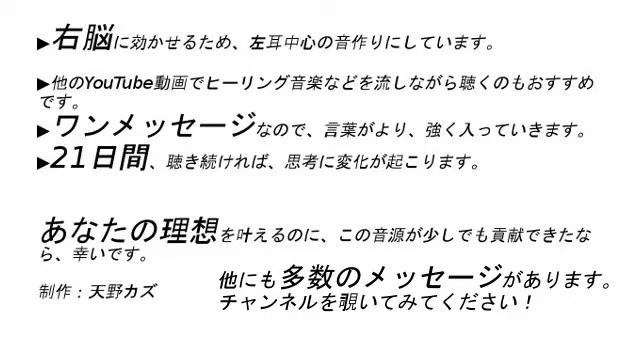 ▶右脳に効かせるため、左耳中心の音作りにしています。
▶他のYouTube動画でヒーリング音楽などを流しながら聴くのもおすすめ
です。
▶ワンメッセージなので、言葉がより、強く入っていきます。
▶21日間、聴き続ければ、思考に変化が起こります。
あなたの理想を叶えるのに、この音源が少しでも貢献できたな
ら、幸いです。
他にも多数のメッセージがあります。
制作：天野カズ
チャンネルを覗いてみてください！